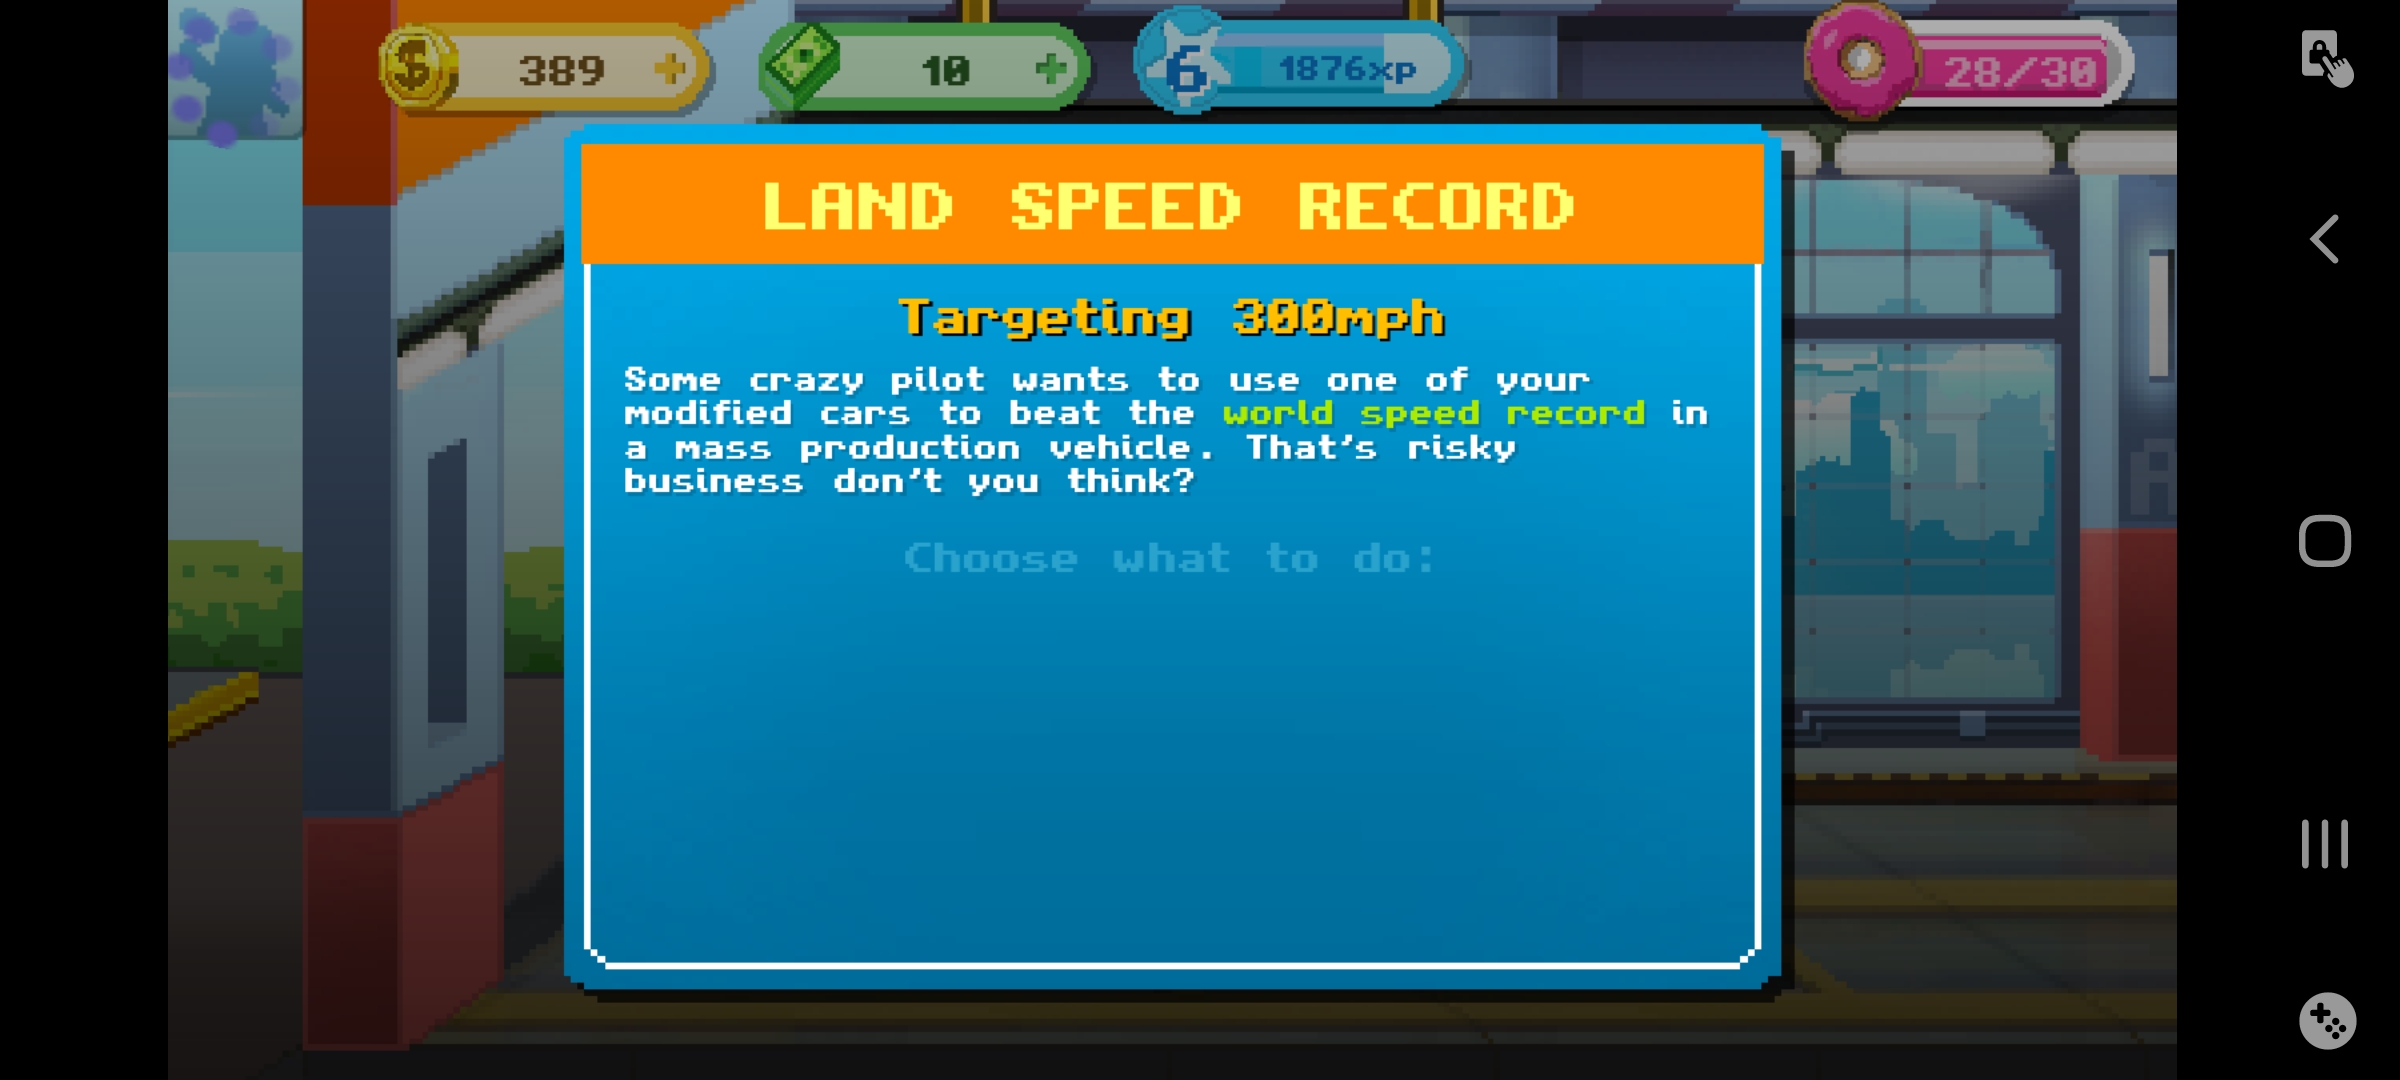 389
10
6
1876xp
28/30
LAND SPEED RECORD
Targeting 300mph
Some crazy pilot wants to use one of your
modified cars to beat the world speed record in
a mass production vehicle. That's risky
business don't you think?
Choose what to do: